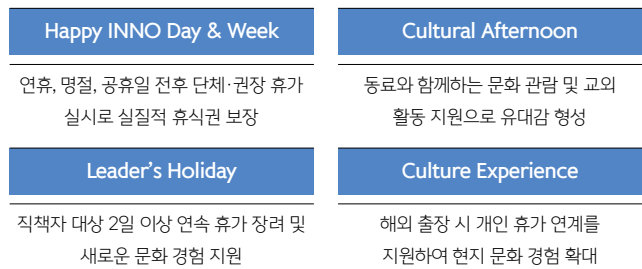 Happy INNO Day & Week
연휴, 명절, 공휴일 전후 단체·권장 휴가
실시로 실질적 휴식권 보장
Cultural Afternoon
동료와 함께하는 문화 관람 및 교외
활동 지원으로 유대감 형성
Leader's Holiday
직책자 대상 2일 이상 연속 휴가 장려 및
새로운 문화 경험 지원
Culture Experience
해외 출장 시 개인 휴가 연계를
지원하여 현지 문화 경험 확대